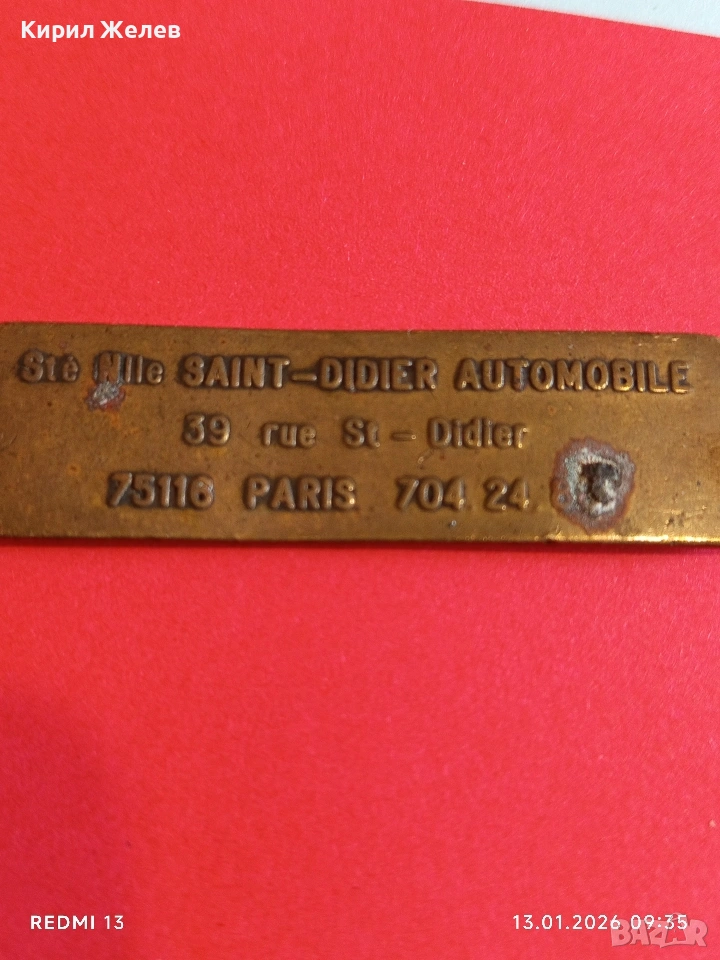 Кирил Желев
Sté Nlle SAINT-DIDIER AUTOMOBILE
39 rue St-Didier
75116 PARIS 704 24
REDMI 13
13.01.2026 09:35
BAZAR